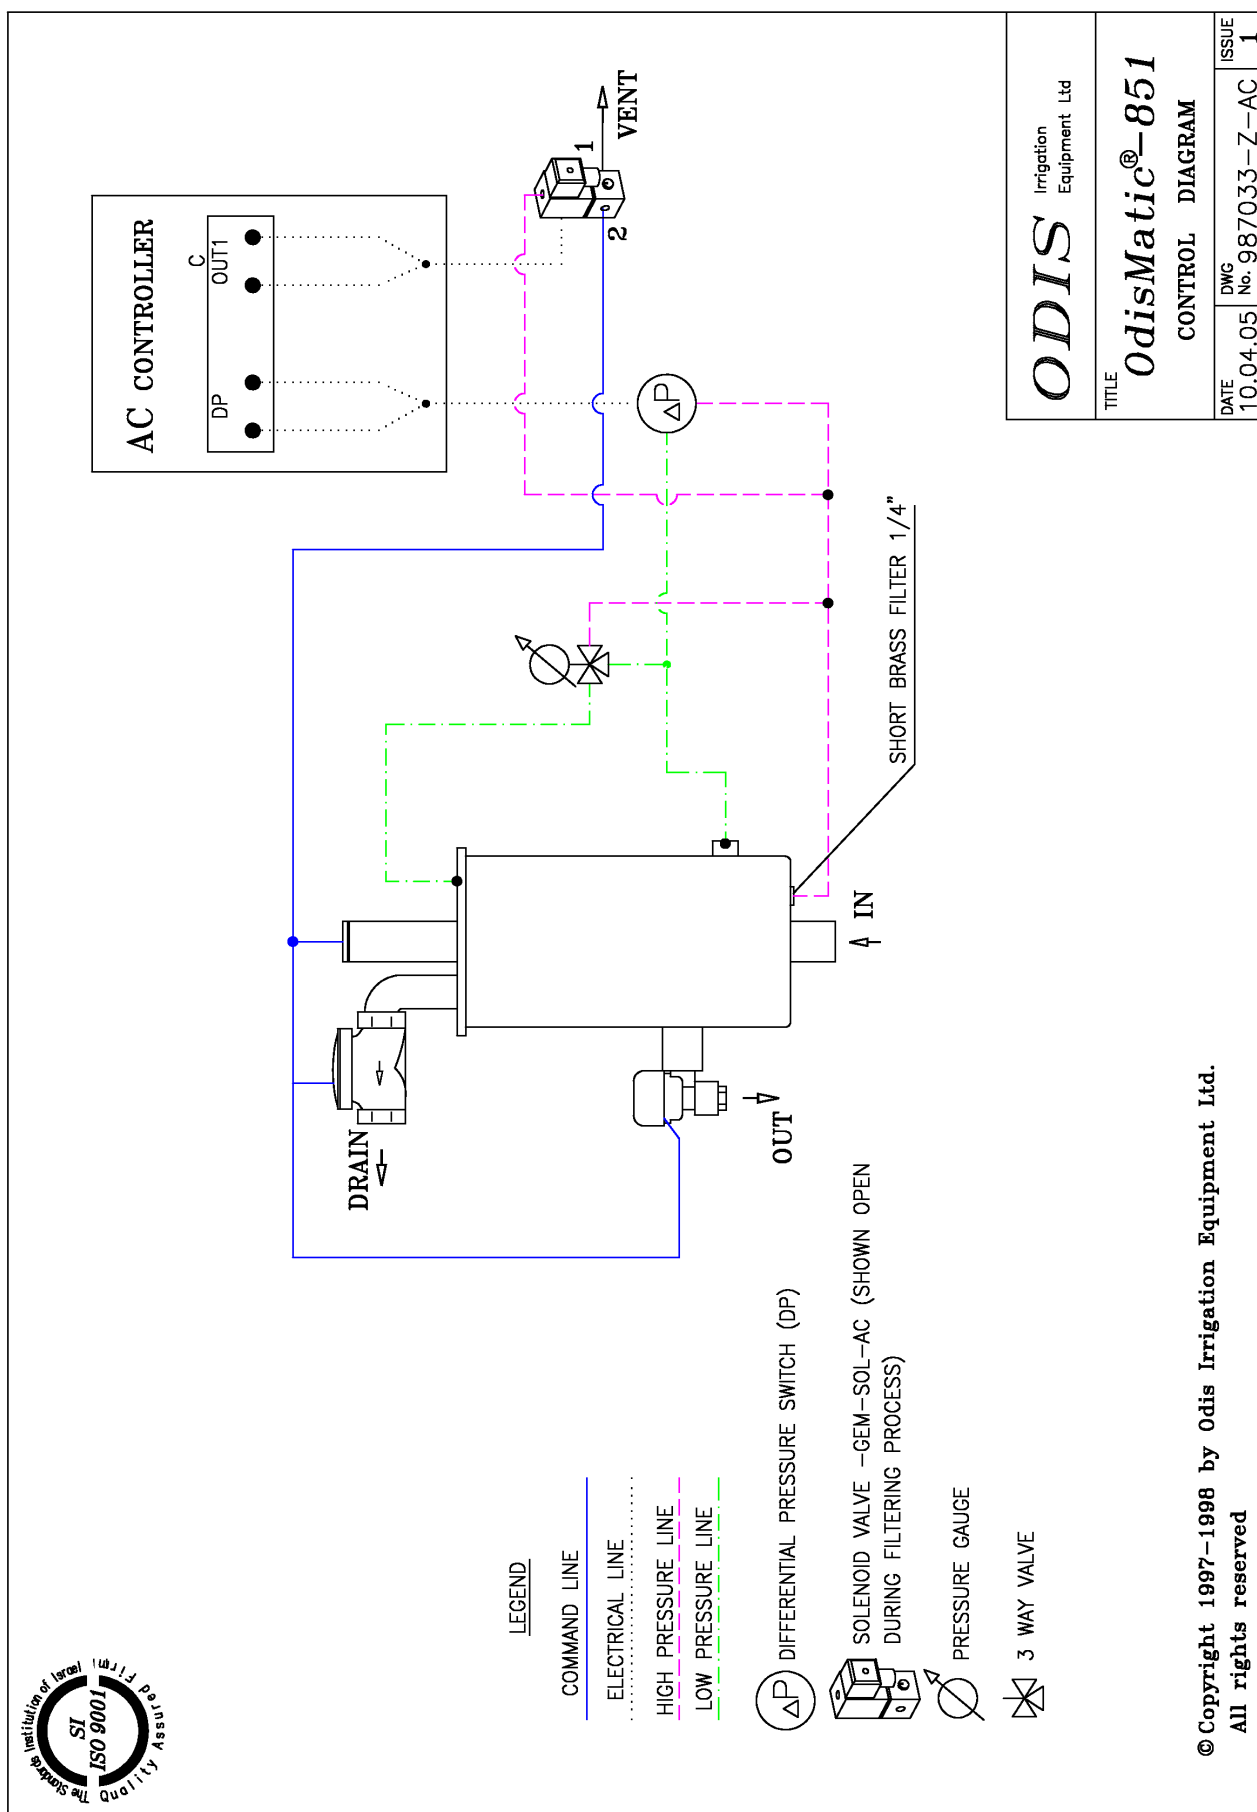 AC CONTROLLER
DP
C
OUT1
1
2
VENT
SHORT BRASS FILTER 1/4"
ΔP
IN
OUT
DRAIN
The Standards Institution of Israel
SI
ISO 9001
Quality Assured Firm
LEGEND
COMMAND LINE
ELECTRICAL LINE
HIGH PRESSURE LINE
LOW PRESSURE LINE
ΔP
DIFFERENTIAL PRESSURE SWITCH (DP)
SOLENOID VALVE -GEM-SOL-AC (SHOWN OPEN
DURING FILTERING PROCESS)
PRESSURE GAUGE
3 WAY VALVE
© Copyright 1997-1998 by Odis Irrigation Equipment Ltd.
All rights reserved
ODIS
Irrigation
Equipment Ltd
TITLE
OdisMatic®-851
CONTROL DIAGRAM
DATE
10.04.05
DWG
No. 987033-Z-AC
ISSUE
1